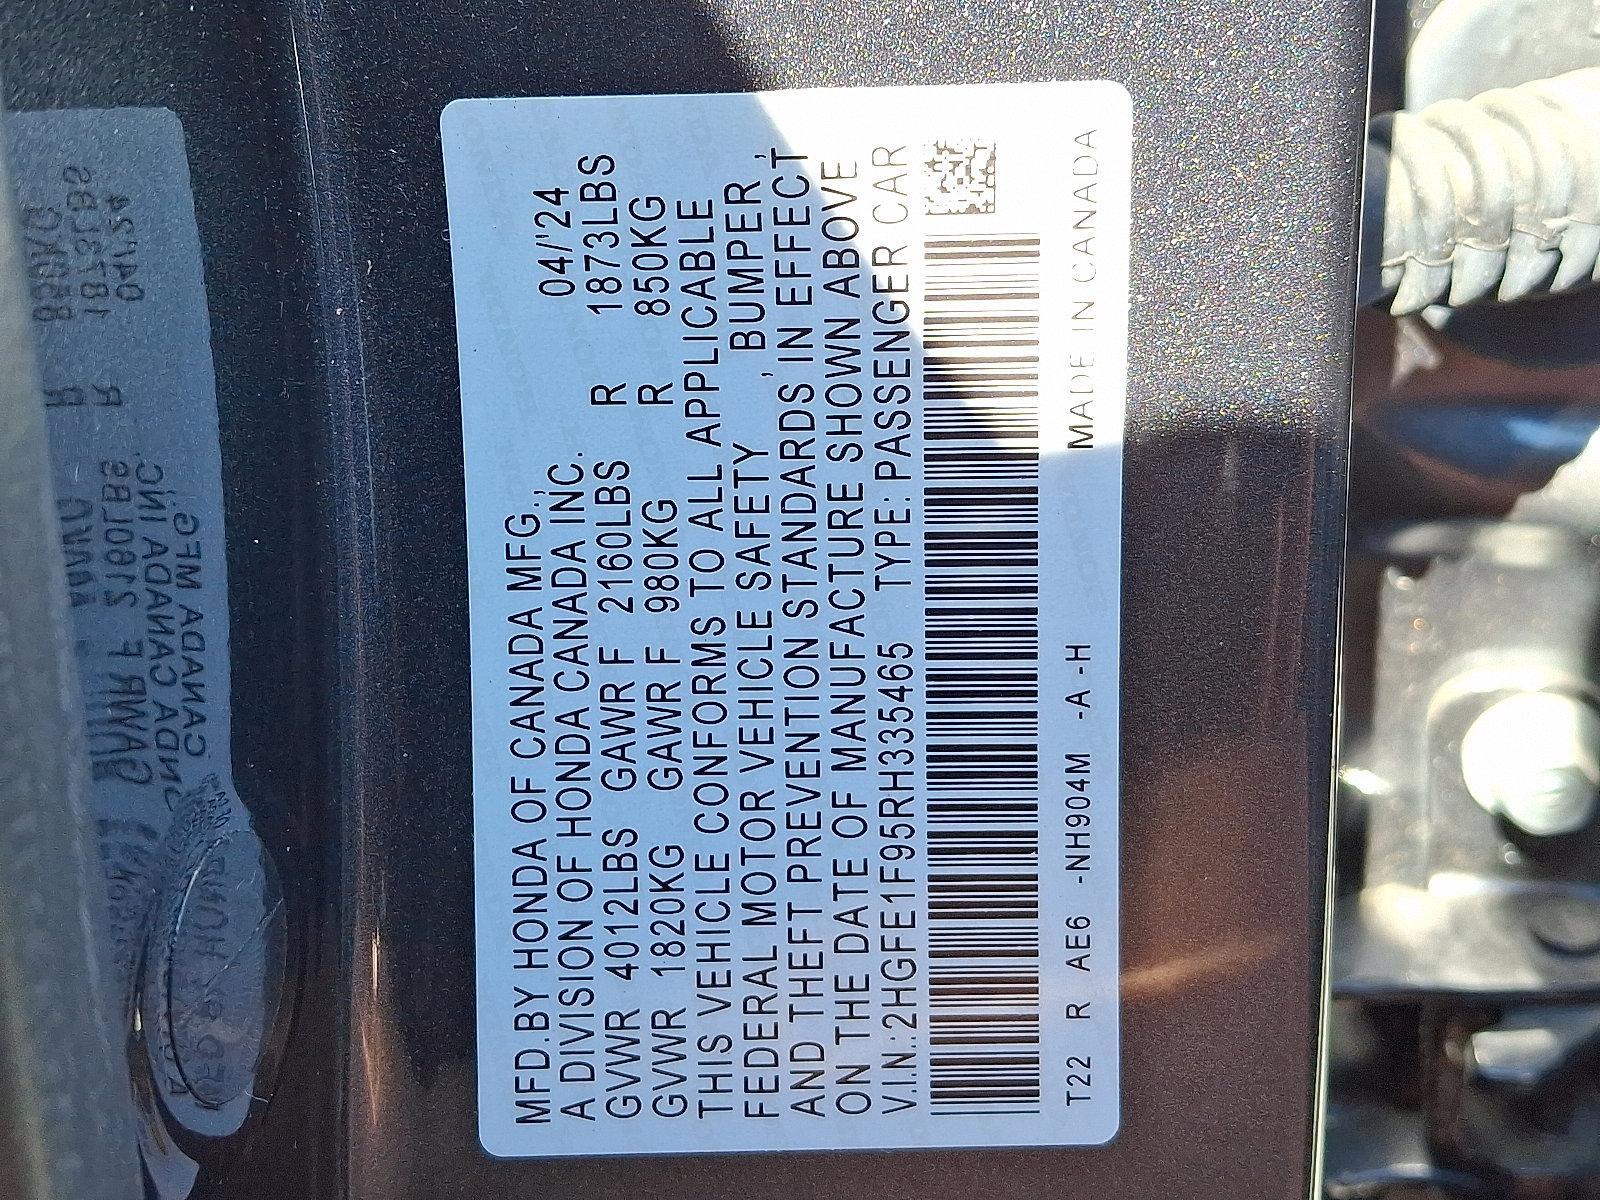 MFD.BY HONDA OF CANADA MFG.,
A DIVISION OF HONDA CANADA INC. 04/'24
GVWR 4012LBS GAWR F 2160LBS R 1873LBS
GVWR 1820KG GAWR F 980KG R 850KG
THIS VEHICLE CONFORMS TO ALL APPLICABLE
FEDERAL MOTOR VEHICLE SAFETY, BUMPER,
AND THEFT PREVENTION STANDARDS IN EFFECT
ON THE DATE OF MANUFACTURE SHOWN ABOVE
V.I.N.:2HGFE1F95RH335465 TYPE:PASSENGER CAR
T22 R AE6 -NH904M -A -H MADE IN CANADA